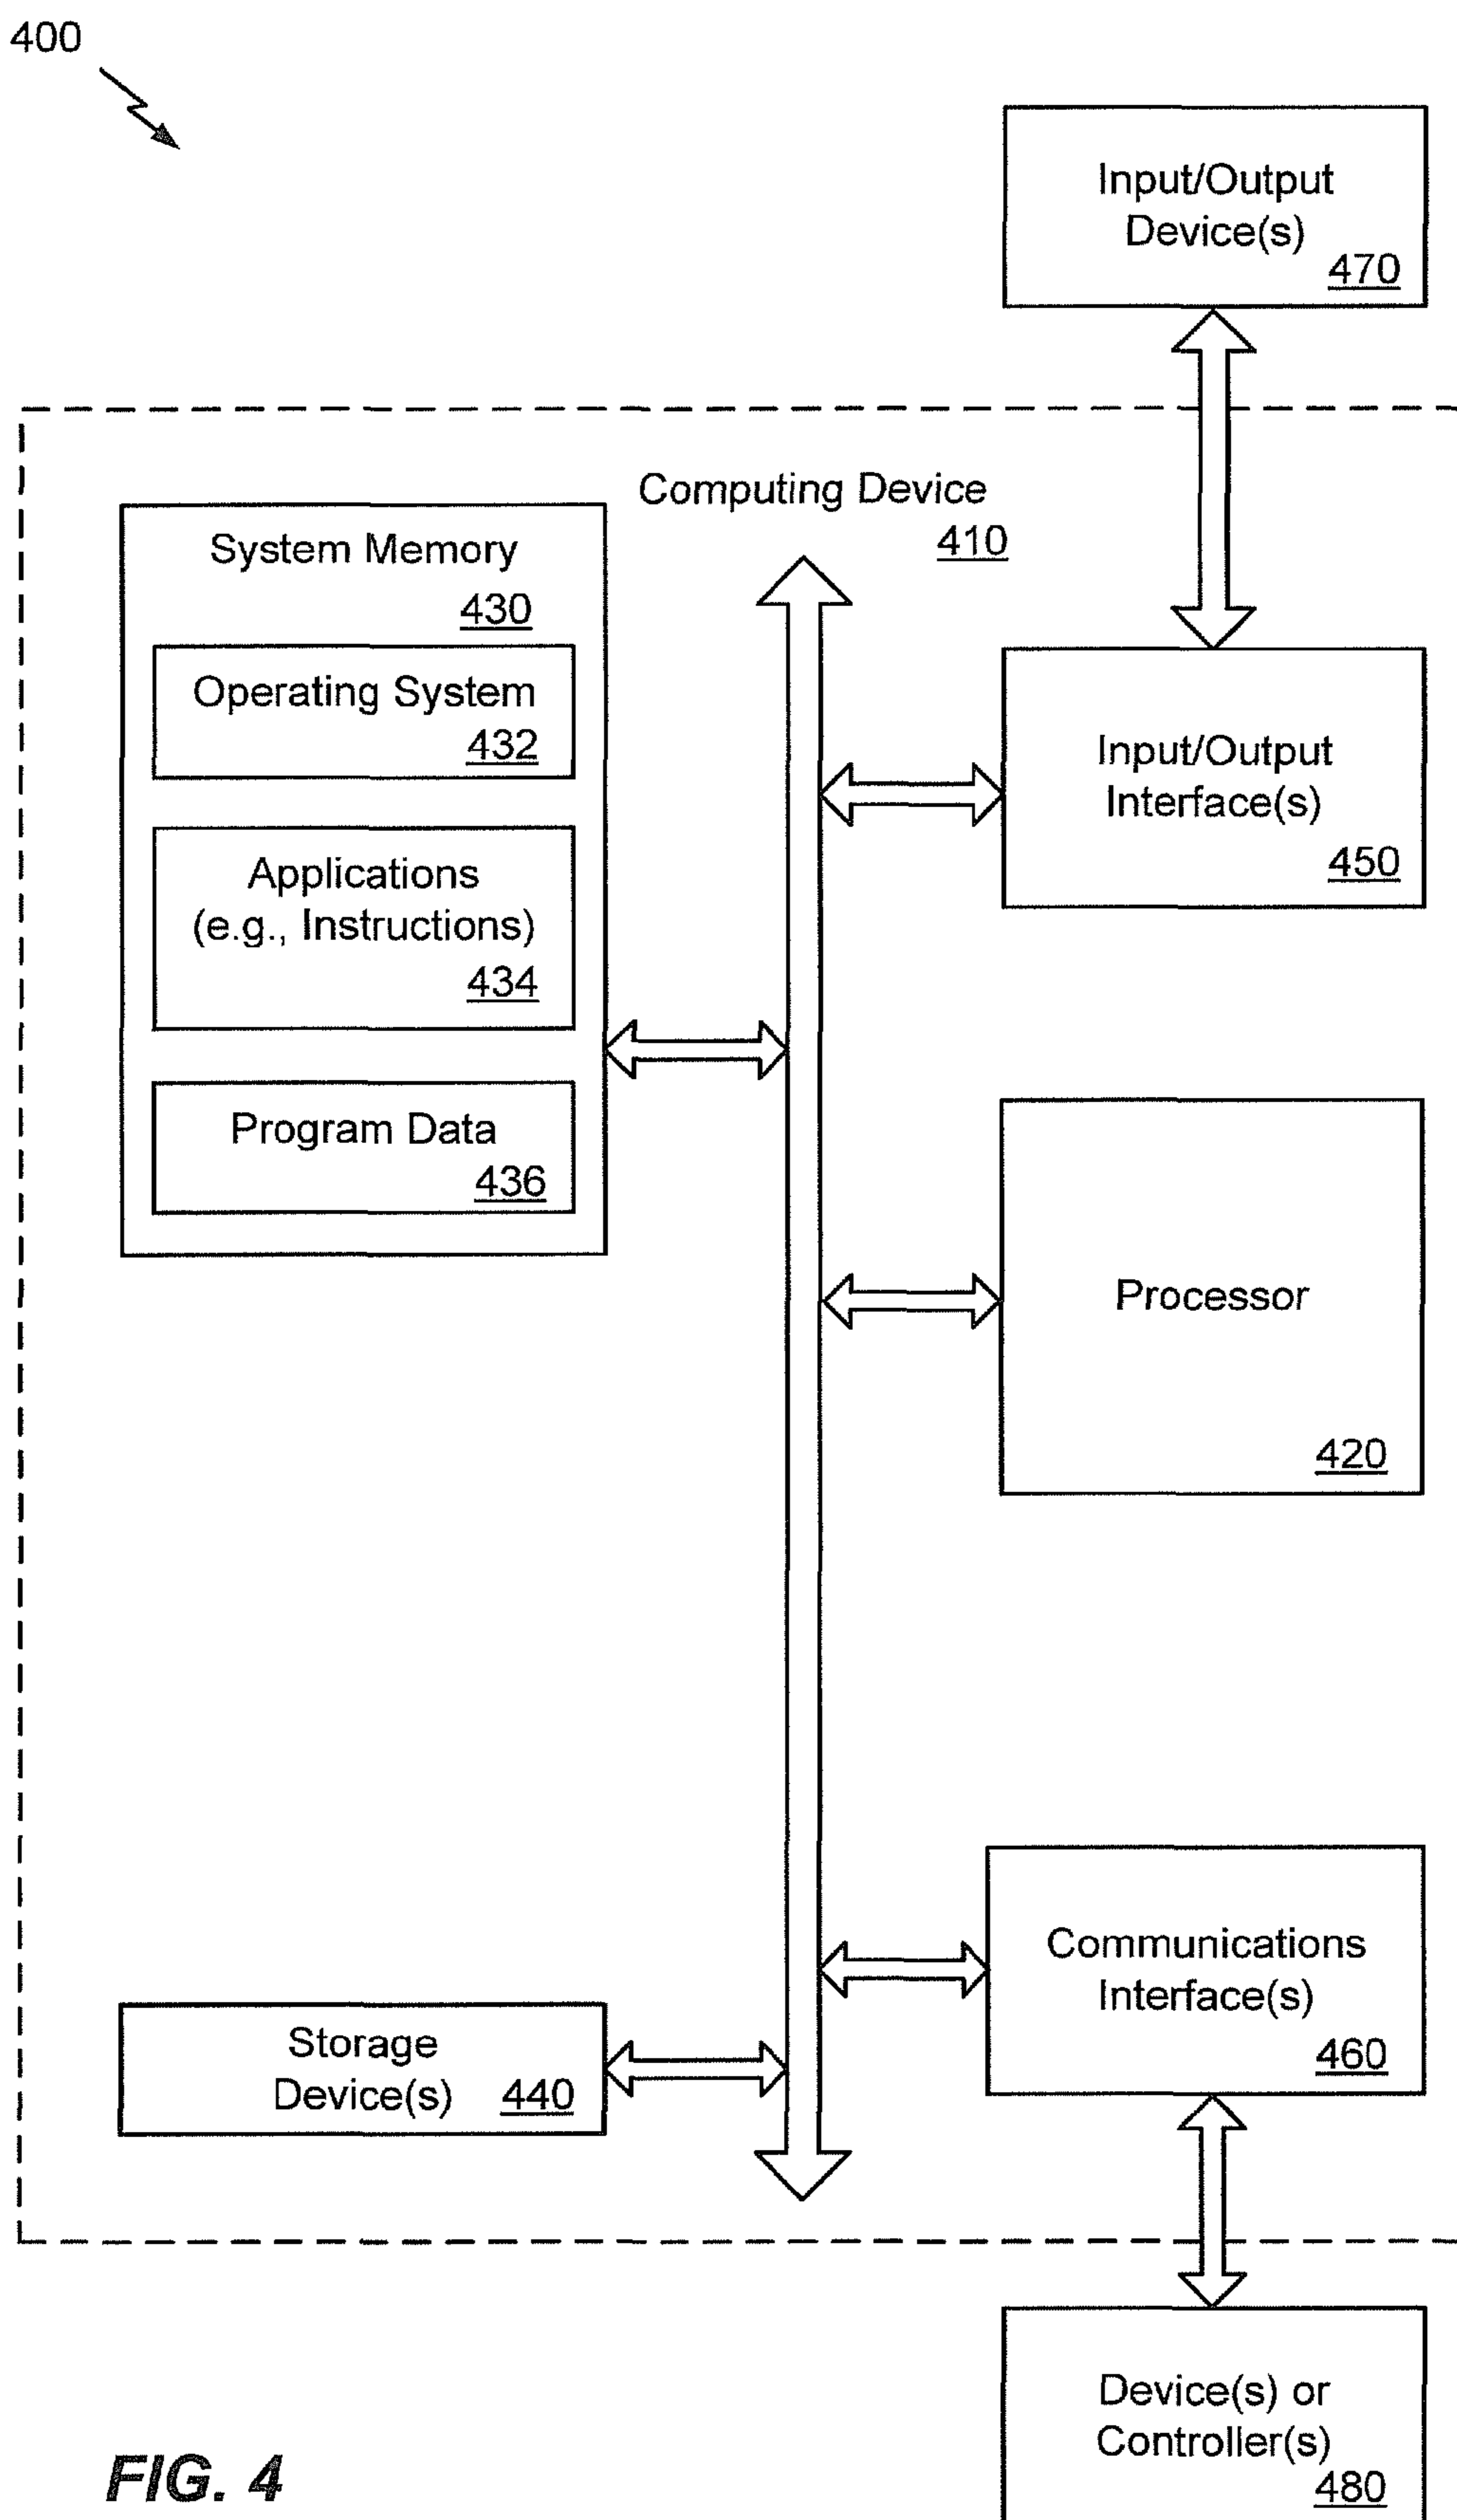 400
Input/Output
Device(s)
470
Computing Device
410
System Memory
430
Operating System
432
Applications
(e.g., Instructions)
434
Program Data
436
Input/Output
Interface(s)
450
Processor
420
Communications
Interface(s)
460
Storage
Device(s) 440
Device(s) or
Controller(s)
480
FIG. 4